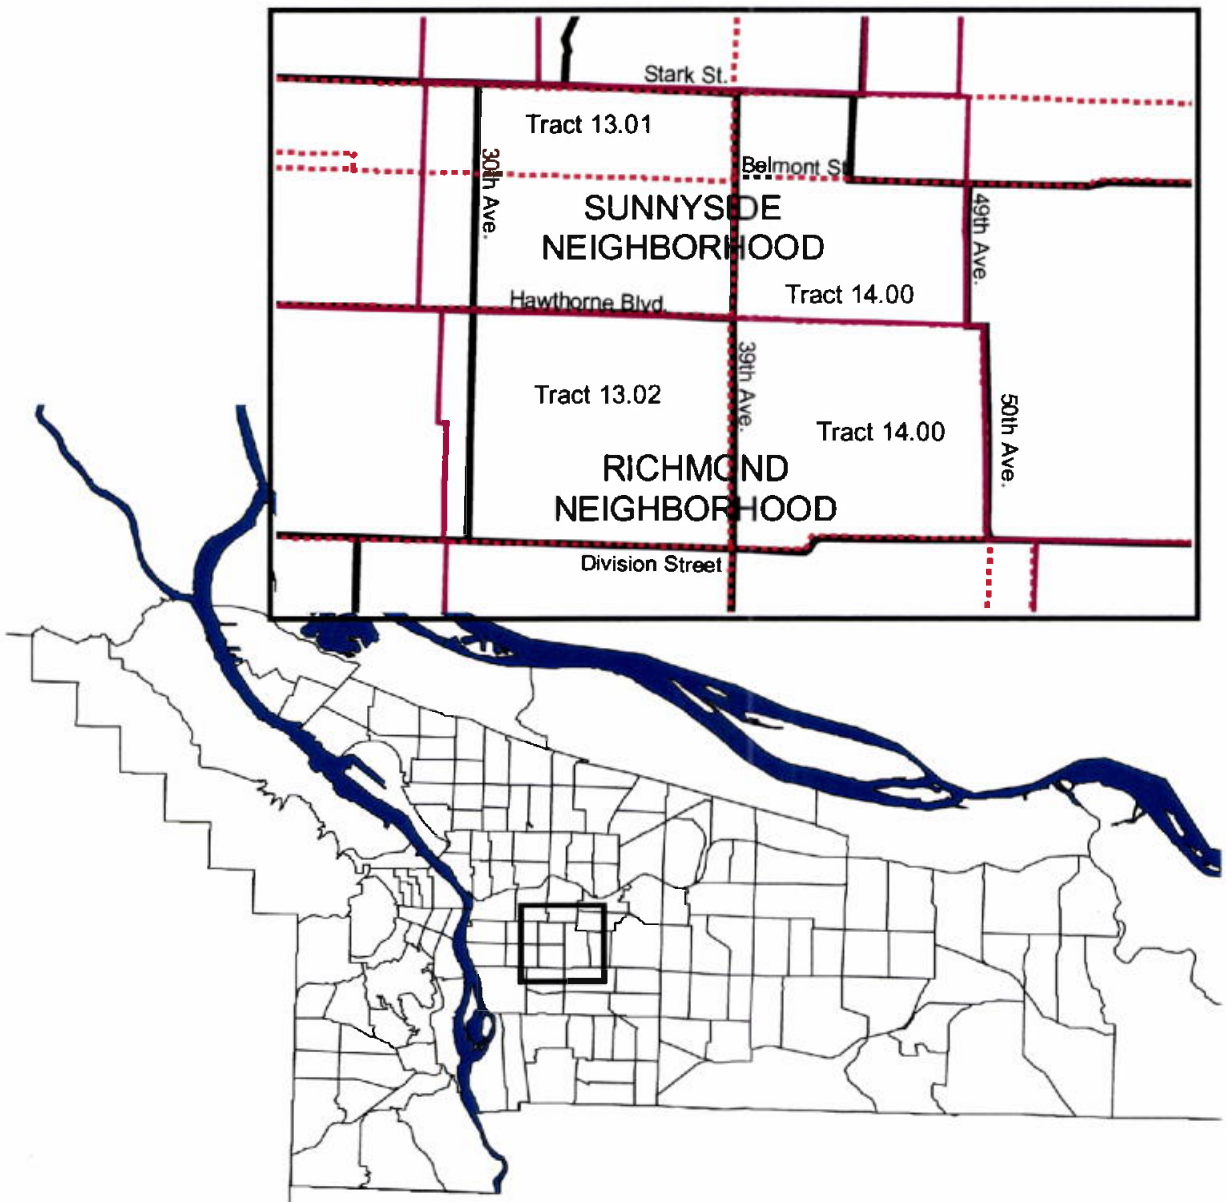 Stark St.
Tract 13.01
Belmont St
30th Ave.
SUNNYSIDE
NEIGHBORHOOD
49th Ave.
Tract 14.00
Hawthorne Blvd.
39th Ave.
Tract 13.02
50th Ave.
Tract 14.00
RICHMOND
NEIGHBORHOOD
Division Street